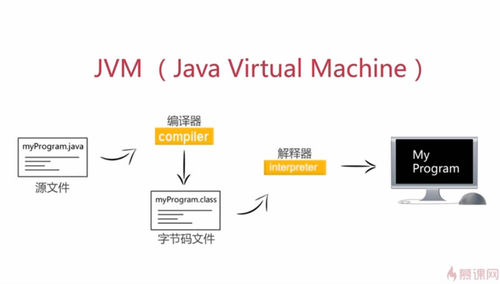 JVM （Java Virtual Machine）
myProgram.java
源文件
编译器
compiler
myProgram.class
字节码文件
解释器
interpreter
My
Program
慕课网